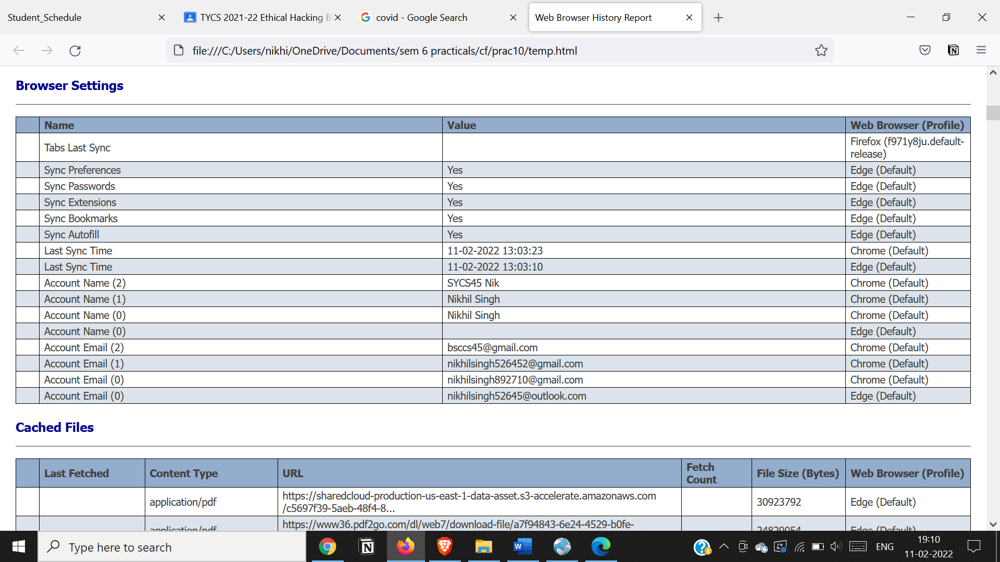 Student_Schedule
TYCS 2021-22 Ethical Hacking B
covid - Google Search
Web Browser History Report
file:///C:/Users/nikhi/OneDrive/Documents/sem 6 practicals/cf/prac10/temp.html
Browser Settings
Name Value Web Browser (Profile)
Tabs Last Sync Firefox (f971y8ju.default-
release)
Sync Preferences Yes Edge (Default)
Sync Passwords Yes Edge (Default)
Sync Extensions Yes Edge (Default)
Sync Bookmarks Yes Edge (Default)
Sync Autofill Yes Edge (Default)
Last Sync Time 11-02-2022 13:03:23 Chrome (Default)
Last Sync Time 11-02-2022 13:03:10 Edge (Default)
Account Name (2) SYCS45 Nik Chrome (Default)
Account Name (1) Nikhil Singh Chrome (Default)
Account Name (0) Nikhil Singh Chrome (Default)
Account Name (0) Edge (Default)
Account Email (2) bsccs45@gmail.com Chrome (Default)
Account Email (1) nikhilsingh526452@gmail.com Chrome (Default)
Account Email (0) nikhilsingh892710@gmail.com Chrome (Default)
Account Email (0) nikhilsingh52645@outlook.com Edge (Default)
Cached Files
Last Fetched Content Type URL Fetch Count File Size (Bytes) Web Browser (Profile)
application/pdf https://sharedcloud-production-us-east-1-data-asset.s3-accelerate.amazonaws.com 30923792 Edge (Default)
/c5697f39-5aeb-48f4-8...
https://www36.pdf2go.com/dl/web7/download-file/a7f94843-6e24-4529-b0fe-
application/pdf 24829054 Edge (Default)
Type here to search
ENG
19:10
11-02-2022